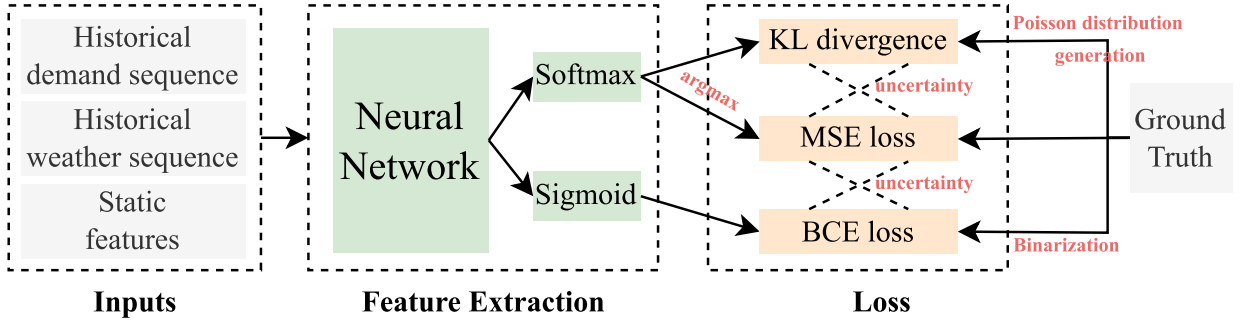 Historical
demand sequence
Historical
weather sequence
Static
features
Inputs
Neural
Network
Softmax
Sigmoid
Feature Extraction
argmax
KL divergence
uncertainty
MSE loss
uncertainty
BCE loss
Loss
Poisson distribution
generation
Binarization
Ground
Truth